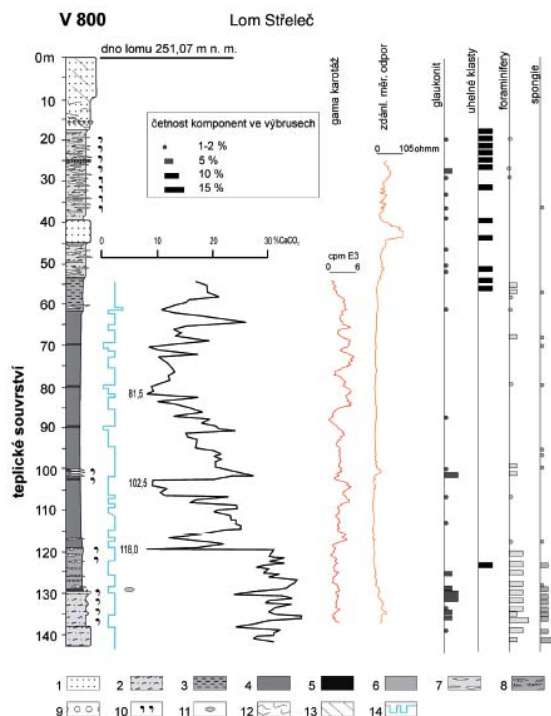 V 800 Lom Střeleč
0m dno lomu 251,07 m n. m.
četnost komponent ve výbrusech
1-2 %
5 %
10 %
15 %
gama karotáž
zdánl. měr. odpor
glaukonit
uhelné klasty
foraminifery
spongie
0 105 ohmm
10
20
30
40
0 10 20 30 %CaCO₃
cpm E3
0 6
50
60
70
80
81,5
90
100
102,5
110
118,0
120
130
140
teplické souvrství
1 2 3 4 5 6 7 8
9 10 11 12 13 14